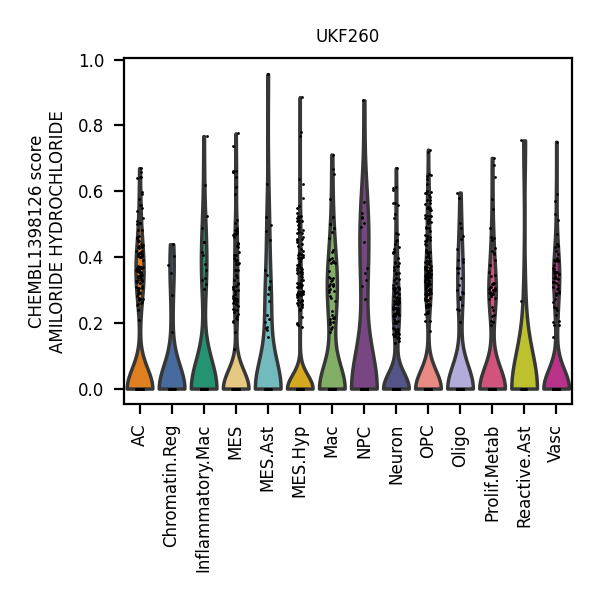 UKF260
CHEMBL1398126 score
AMILORIDE HYDROCHLORIDE
1.0
0.8
0.6
0.4
0.2
0.0
AC
Chromatin.Reg
Inflammatory.Mac
MES
MES.Ast
MES.Hyp
Mac
NPC
Neuron
OPC
Oligo
Prolif.Metab
Reactive.Ast
Vasc